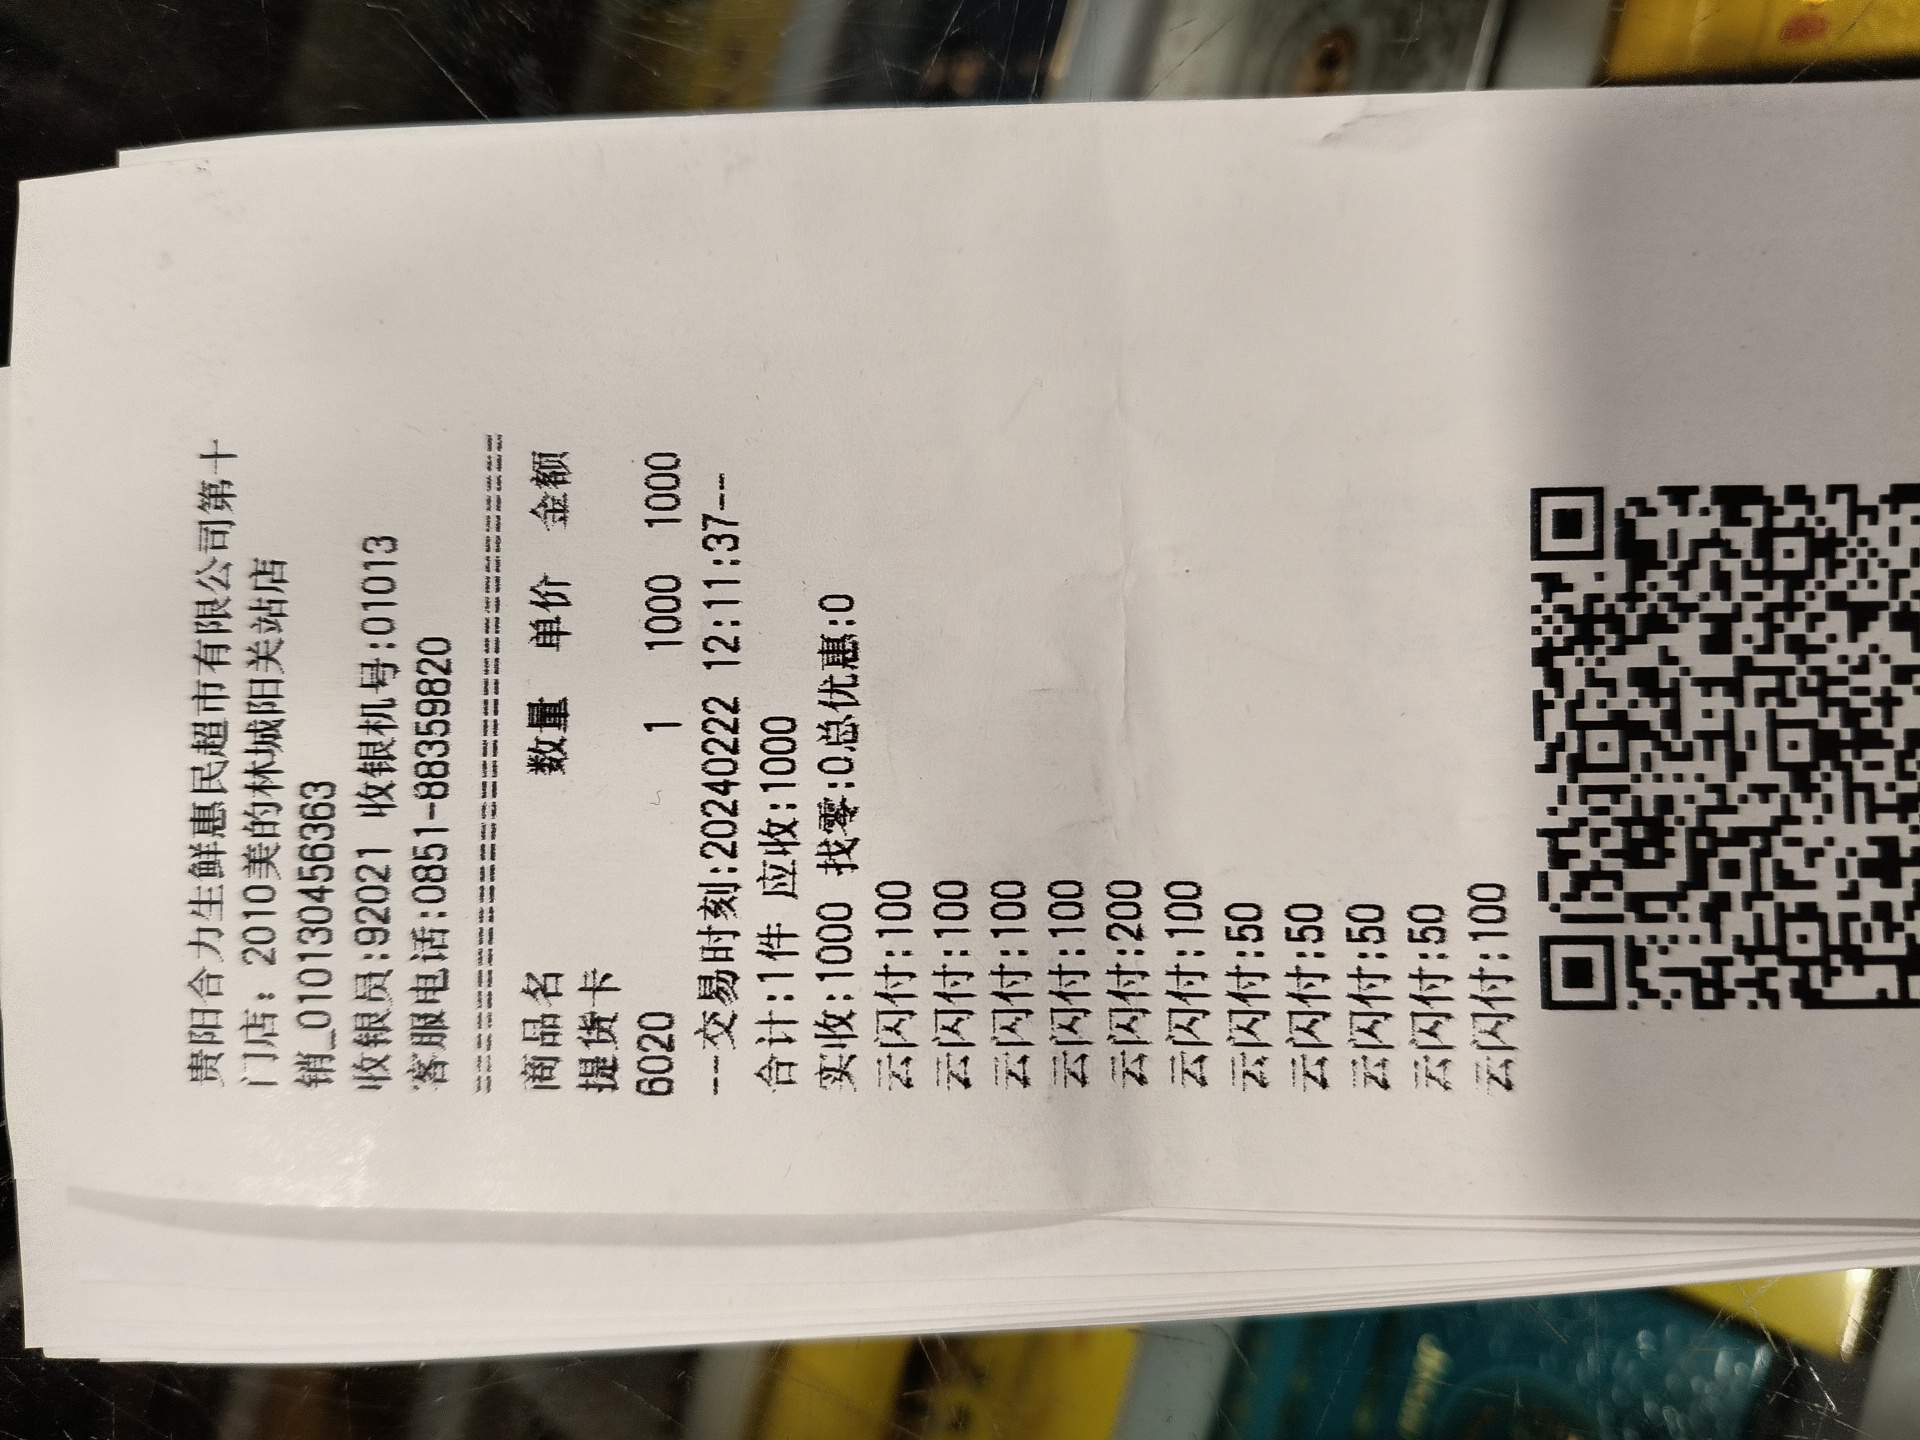 贵阳合力生鲜惠民超市有限公司第十
门店：2010美的林城阳关站店
销_010130456363
收银员:92021 收银机号:01013
客服电话:0851-88359820
================================
商品名 数量 单价 金额
提货卡
6020 1 1000 1000
---交易时刻:20240222 12:11:37--
合计:1件 应收:1000
实收:1000 找零:0总优惠:0
云闪付:100
云闪付:100
云闪付:100
云闪付:100
云闪付:200
云闪付:100
云闪付:50
云闪付:50
云闪付:50
云闪付:50
云闪付:100